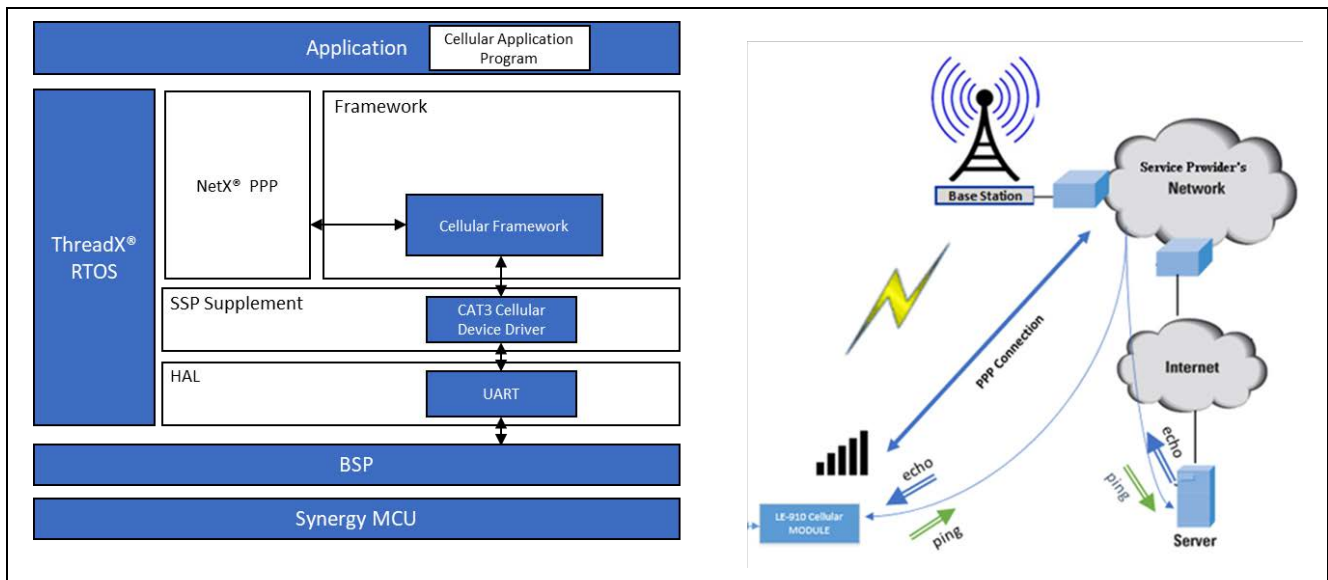 Application
Cellular Application
Program
ThreadX®
RTOS
NetX® PPP
Framework
Cellular Framework
SSP Supplement
CAT3 Cellular
Device Driver
HAL
UART
BSP
Synergy MCU
Service Provider's
Network
Base Station
PPP Connection
Internet
echo
ping
LE-910 Cellular
MODULE
echo
ping
Server